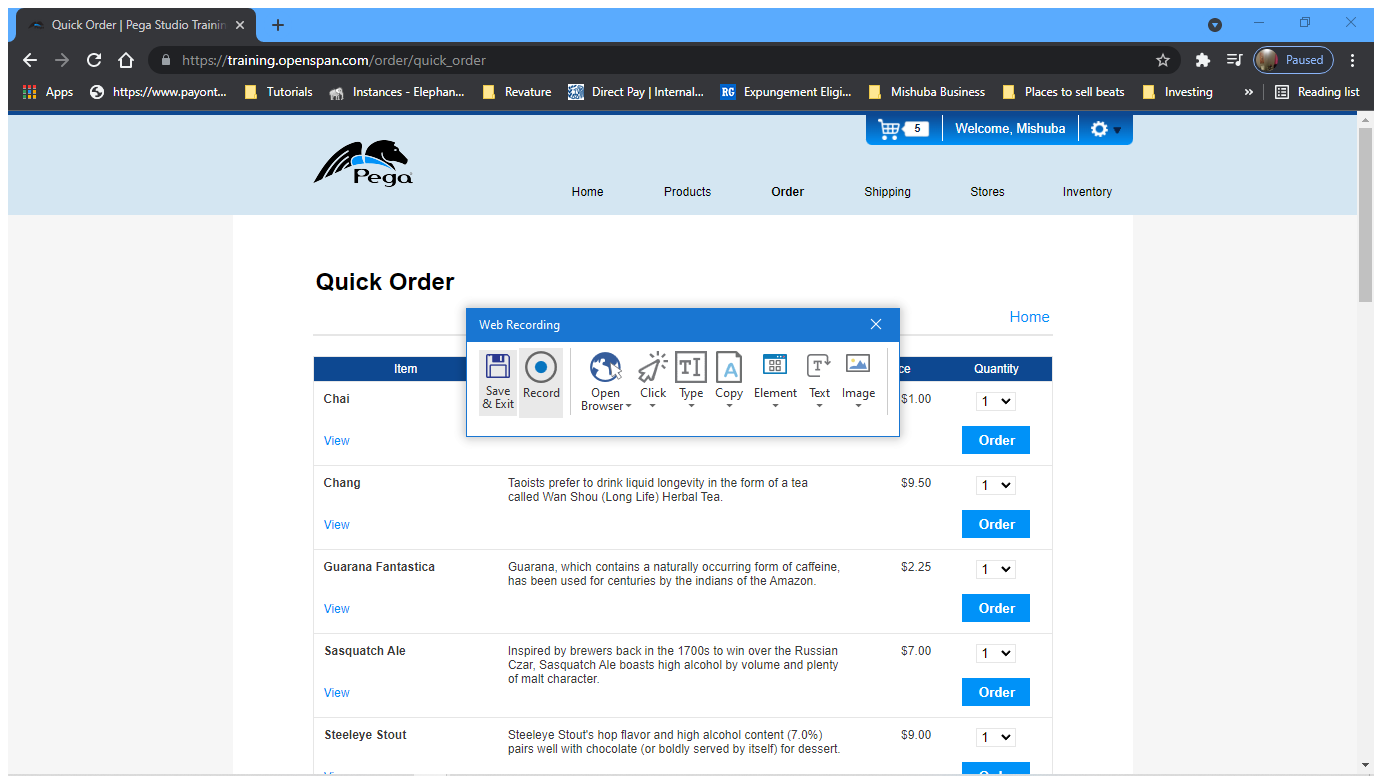 Quick Order | Pega Studio Trainin
https://training.openspan.com/order/quick_order
Paused
Apps
https://www.payont...
Tutorials
Instances - Elephan...
Revature
Direct Pay | Internal...
RG
Expungement Eligi...
Mishuba Business
Places to sell beats
Investing
»
Reading list
5
Welcome, Mishuba
Pega
Home
Products
Order
Shipping
Stores
Inventory
Quick Order
Home
Web Recording
Save & Exit
Record
Open Browser
Click
Type
Copy
Element
Text
Image
Item
ce
Quantity
Chai
$1.00
1
View
Order
Chang
Taoists prefer to drink liquid longevity in the form of a tea
called Wan Shou (Long Life) Herbal Tea.
$9.50
1
View
Order
Guarana Fantastica
Guarana, which contains a naturally occurring form of caffeine,
has been used for centuries by the indians of the Amazon.
$2.25
1
View
Order
Sasquatch Ale
Inspired by brewers back in the 1700s to win over the Russian
Czar, Sasquatch Ale boasts high alcohol by volume and plenty
of malt character.
$7.00
1
View
Order
Steeleye Stout
Steeleye Stout's hop flavor and high alcohol content (7.0%)
pairs well with chocolate (or boldly served by itself) for dessert.
$9.00
1